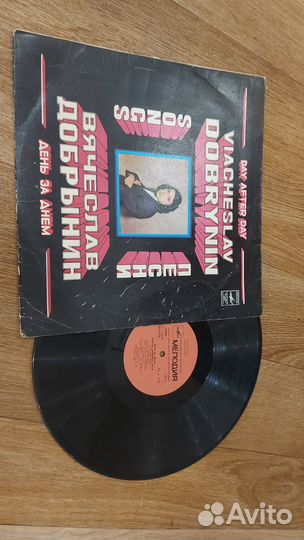 DAY AFTER DAY
VIACHESLAV
DOBRYNIN
SONGS
ПЕСНИ
ВЯЧЕСЛАВ
ДОБРЫНИН
ДЕНЬ ЗА ДНЕМ
МЕЛОДИЯ
Avito